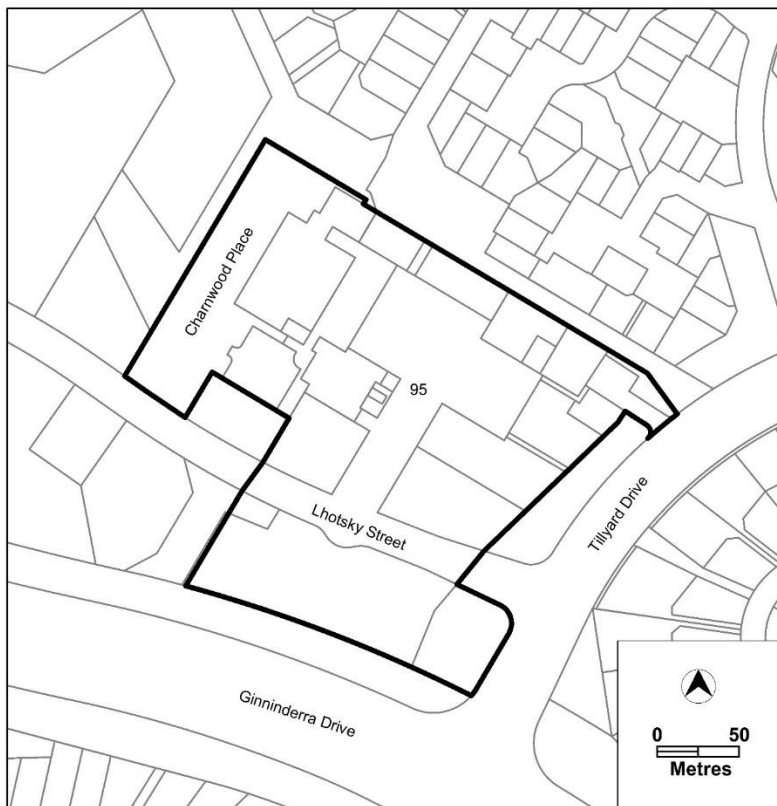 Charnwood Place
95
Lhotsky Street
Tillyard Drive
Ginninderra Drive
0 50
Metres